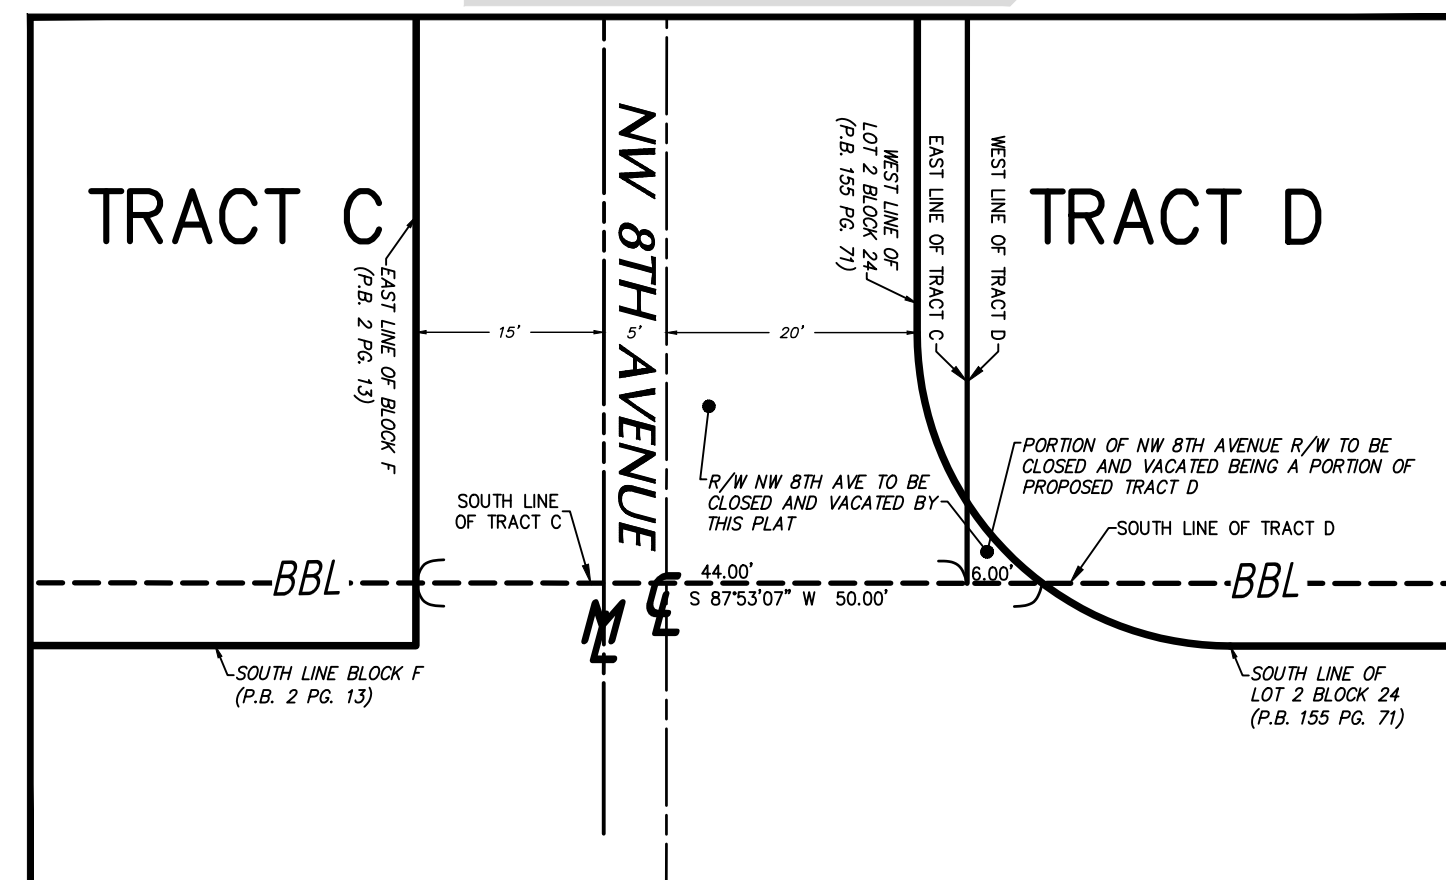 NW 8TH AVENUE
TRACT C
TRACT D
EAST LINE OF BLOCK F
(P.B. 2 PG. 13)
WEST LINE OF
LOT 2 BLOCK 24
(P.B. 155 PG. 71)
EAST LINE OF TRACT C
WEST LINE OF TRACT D
15'
5'
20'
PORTION OF NW 8TH AVENUE R/W TO BE
CLOSED AND VACATED BEING A PORTION OF
PROPOSED TRACT D
R/W NW 8TH AVE TO BE
CLOSED AND VACATED BY
THIS PLAT
SOUTH LINE
OF TRACT C
SOUTH LINE OF TRACT D
BBL
44.00'
6.00'
BBL
S 87°53'07" W 50.00'
CL
ML
SOUTH LINE BLOCK F
(P.B. 2 PG. 13)
SOUTH LINE OF
LOT 2 BLOCK 24
(P.B. 155 PG. 71)